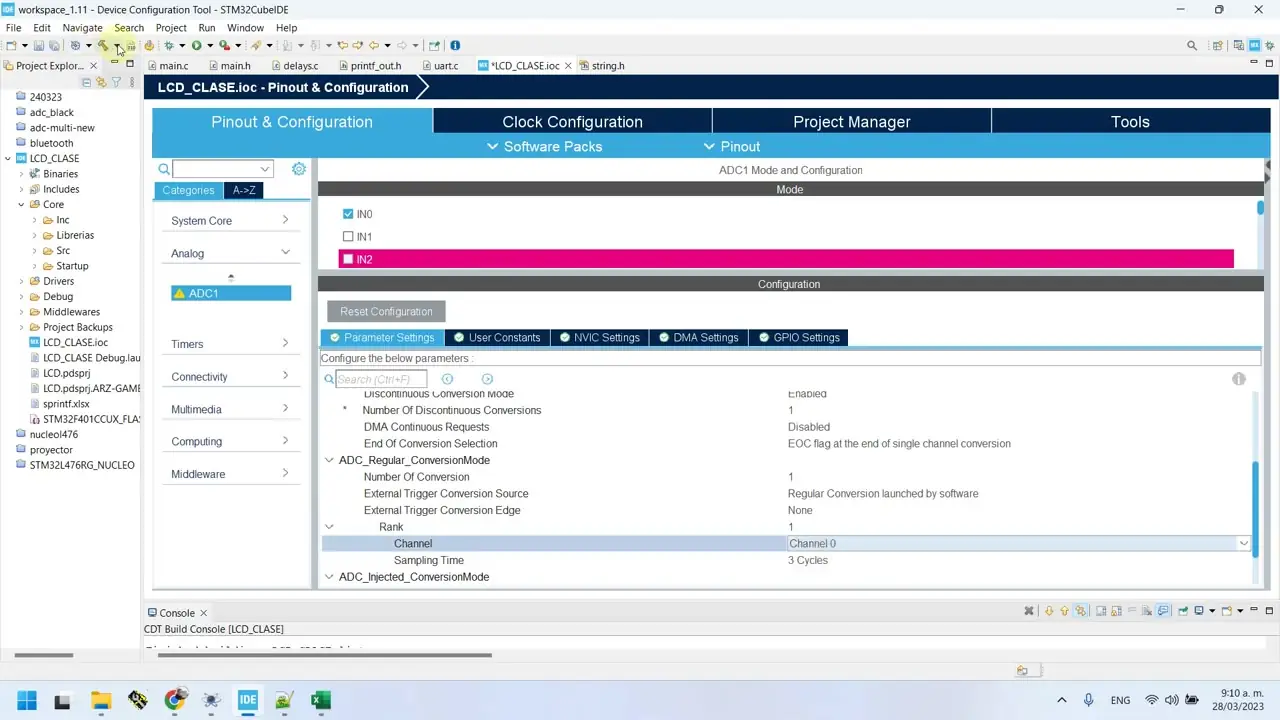 workspace_1.11 - Device Configuration Tool - STM32CubeIDE
File Edit Navigate Search Project Run Window Help
Project Explor...
main.c
main.h
delays.c
printf_out.h
uart.c
*LCD_CLASE.ioc
string.h
LCD_CLASE.ioc - Pinout & Configuration
Pinout & Configuration
Clock Configuration
Project Manager
Tools
Software Packs
Pinout
240323
adc_black
adc-multi-new
bluetooth
LCD_CLASE
Binaries
Includes
Core
Inc
Librerias
Src
Startup
Drivers
Debug
Middlewares
Project Backups
LCD_CLASE.ioc
LCD_CLASE Debug.lau
LCD.pdsprj
LCD.pdsprj.ARZ-GAME
sprintf.xlsx
STM32F401CCUX_FLAS
nucleol476
proyector
STM32L476RG_NUCLEO
Categories
A->Z
System Core
Analog
ADC1
Timers
Connectivity
Multimedia
Computing
Middleware
ADC1 Mode and Configuration
Mode
IN0
IN1
IN2
Configuration
Reset Configuration
Parameter Settings
User Constants
NVIC Settings
DMA Settings
GPIO Settings
Configure the below parameters :
Search (Ctrl+F)
Discontinuous Conversion Mode Enabled
* Number Of Discontinuous Conversions 1
DMA Continuous Requests Disabled
End Of Conversion Selection EOC flag at the end of single channel conversion
ADC_Regular_ConversionMode
Number Of Conversion 1
External Trigger Conversion Source Regular Conversion launched by software
External Trigger Conversion Edge None
Rank 1
Channel Channel 0
Sampling Time 3 Cycles
ADC_Injected_ConversionMode
Console
CDT Build Console [LCD_CLASE]
IDE
ENG
9:10 a. m.
28/03/2023